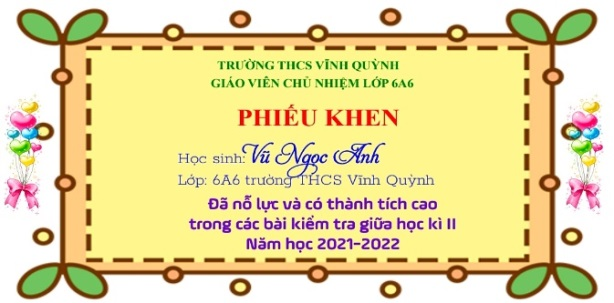 TRƯỜNG THCS VĨNH QUỲNH
GIÁO VIÊN CHỦ NHIỆM LỚP 6A6
PHIẾU KHEN
Học sinh: Vũ Ngọc Anh
Lớp: 6A6 trường THCS Vĩnh Quỳnh
Đã nỗ lực và có thành tích cao
trong các bài kiểm tra giữa học kì II
Năm học 2021-2022